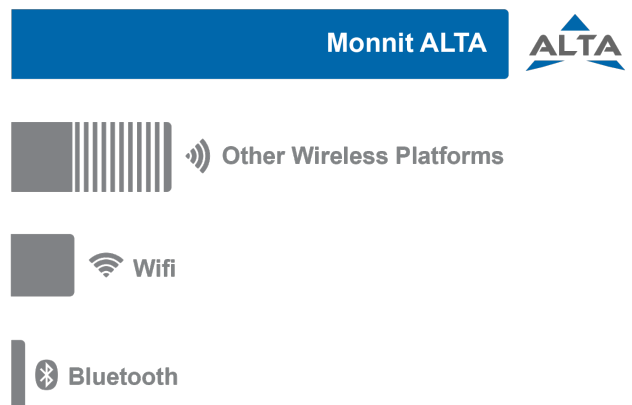 Monnit ALTA
ALTA
Other Wireless Platforms
Wifi
Bluetooth